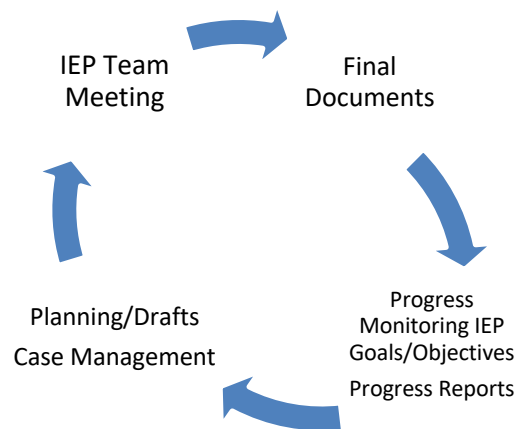 IEP Team
Meeting
Final
Documents
Progress
Monitoring IEP
Goals/Objectives
Progress Reports
Planning/Drafts
Case Management